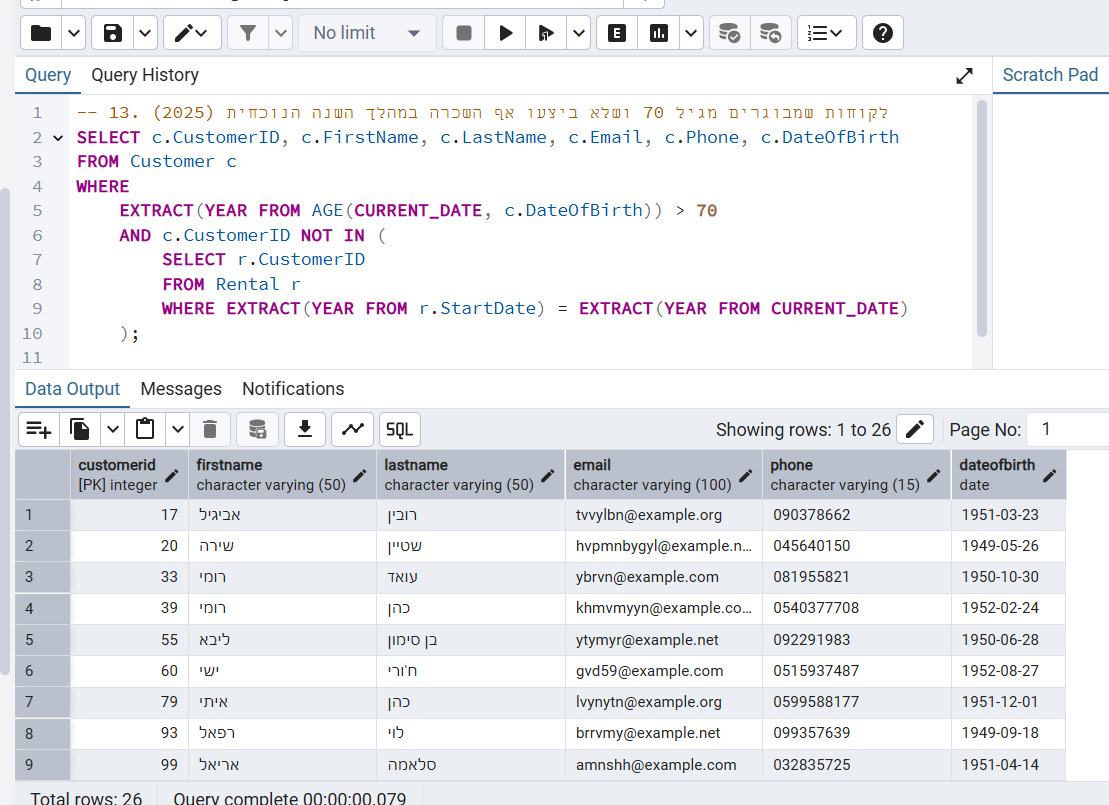 No limit
E
?
Query
Query History
Scratch Pad
1 -- 13. לקוחות שמבוגרים מגיל 70 ושלא ביצעו אף השכרה במהלך השנה הנוכחית (2025)
2 SELECT c.CustomerID, c.FirstName, c.LastName, c.Email, c.Phone, c.DateOfBirth
3 FROM Customer c
4 WHERE
5 EXTRACT(YEAR FROM AGE(CURRENT_DATE, c.DateOfBirth)) > 70
6 AND c.CustomerID NOT IN (
7 SELECT r.CustomerID
8 FROM Rental r
9 WHERE EXTRACT(YEAR FROM r.StartDate) = EXTRACT(YEAR FROM CURRENT_DATE)
10 );
11
Data Output Messages Notifications
SQL Showing rows: 1 to 26 Page No: 1
customerid firstname lastname email phone dateofbirth
[PK] integer character varying (50) character varying (50) character varying (100) character varying (15) date
1 17 אביגיל רובין tvvylbn@example.org 090378662 1951-03-23
2 20 שירה שטיין hvpmnbygyl@example.n... 045640150 1949-05-26
3 33 רומי עואד ybrvn@example.com 081955821 1950-10-30
4 39 רומי כהן khmvmyyn@example.co... 0540377708 1952-02-24
5 55 ליבא בן סימון ytymyr@example.net 092291983 1950-06-28
6 60 ישי ח'ורי gvd59@example.com 0515937487 1952-08-27
7 79 איתי כהן lvynytn@example.org 0599588177 1951-12-01
8 93 רפאל לוי brrvmy@example.net 099357639 1949-09-18
9 99 אריאל סלאמה amnshh@example.com 032835725 1951-04-14
Total rows: 26 Query complete 00:00:00.079